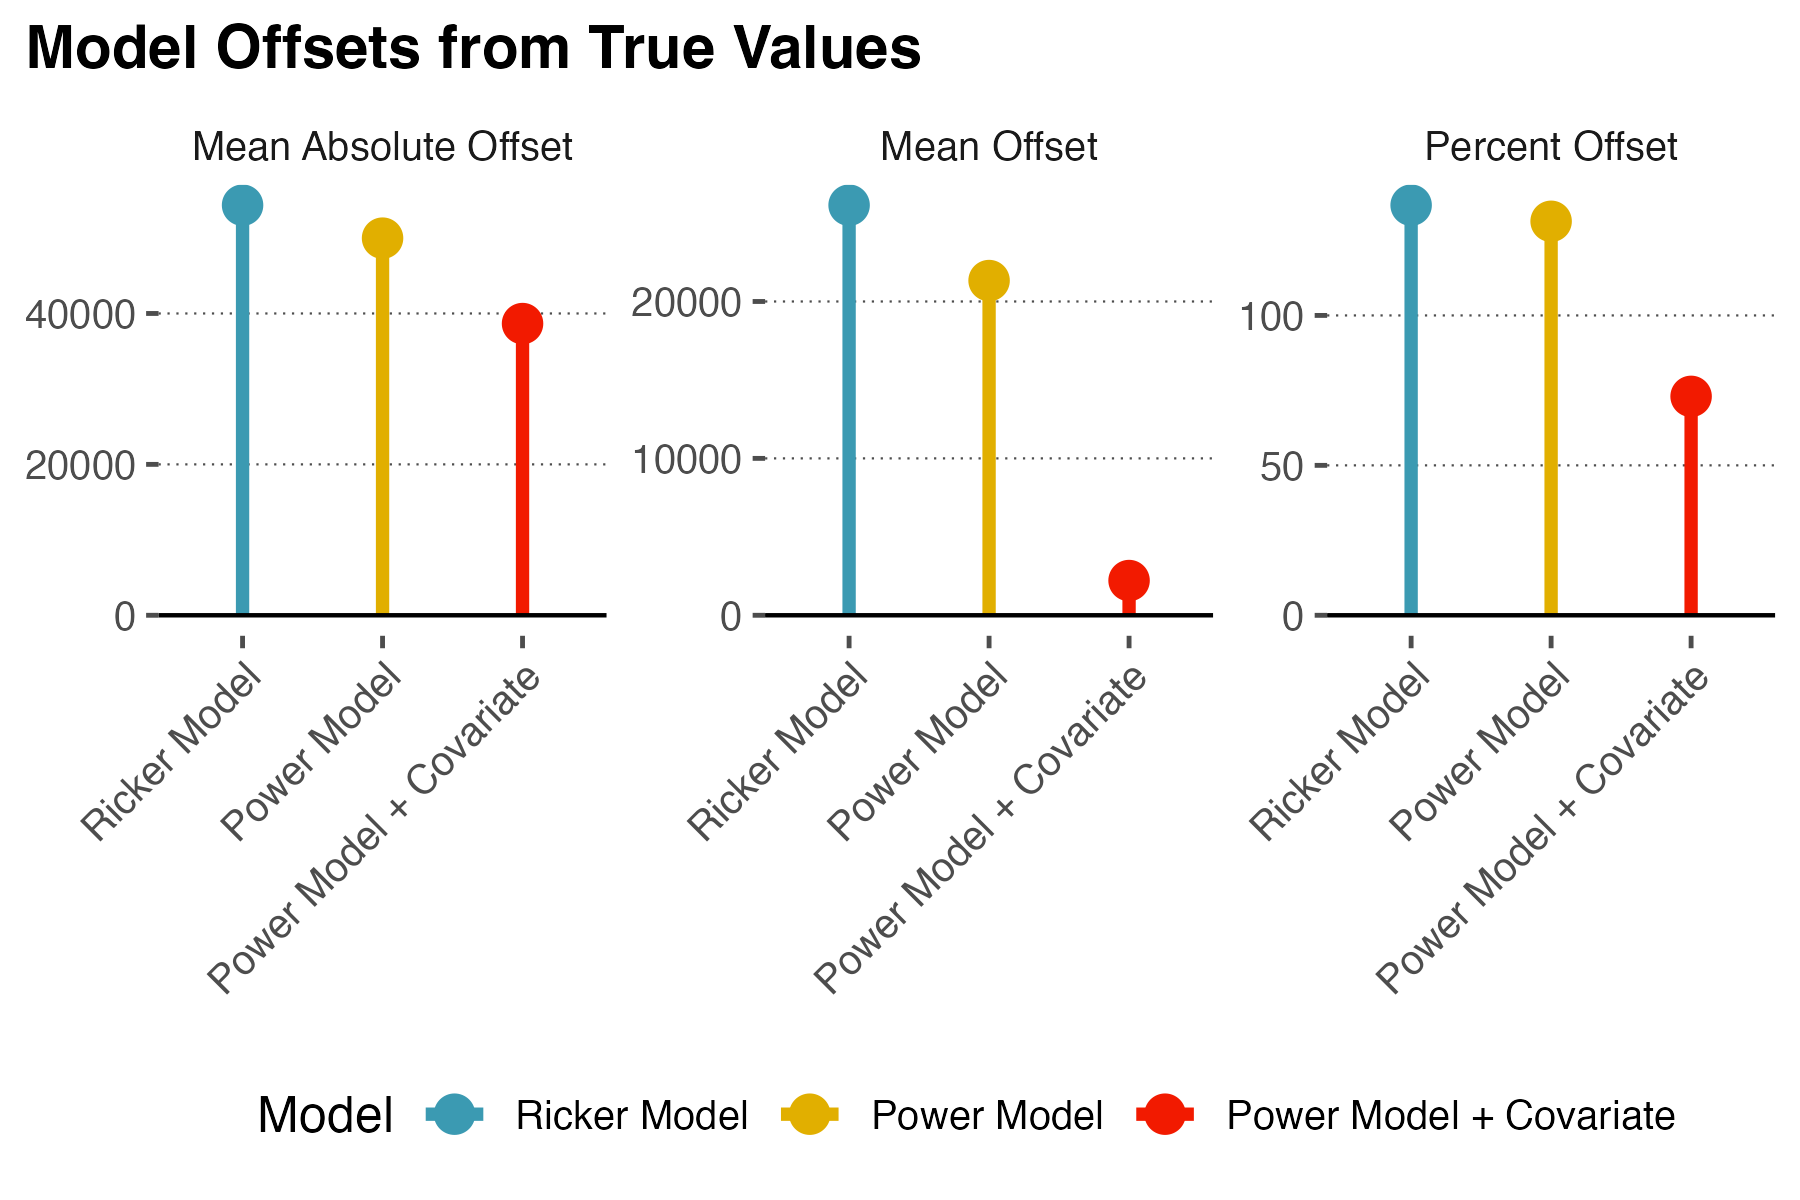 Model Offsets from True Values
Mean Absolute Offset
Mean Offset
Percent Offset
40000
20000
0
20000
10000
0
100
50
0
Ricker Model
Power Model
Power Model + Covariate
Ricker Model
Power Model
Power Model + Covariate
Ricker Model
Power Model
Power Model + Covariate
Model
Ricker Model
Power Model
Power Model + Covariate